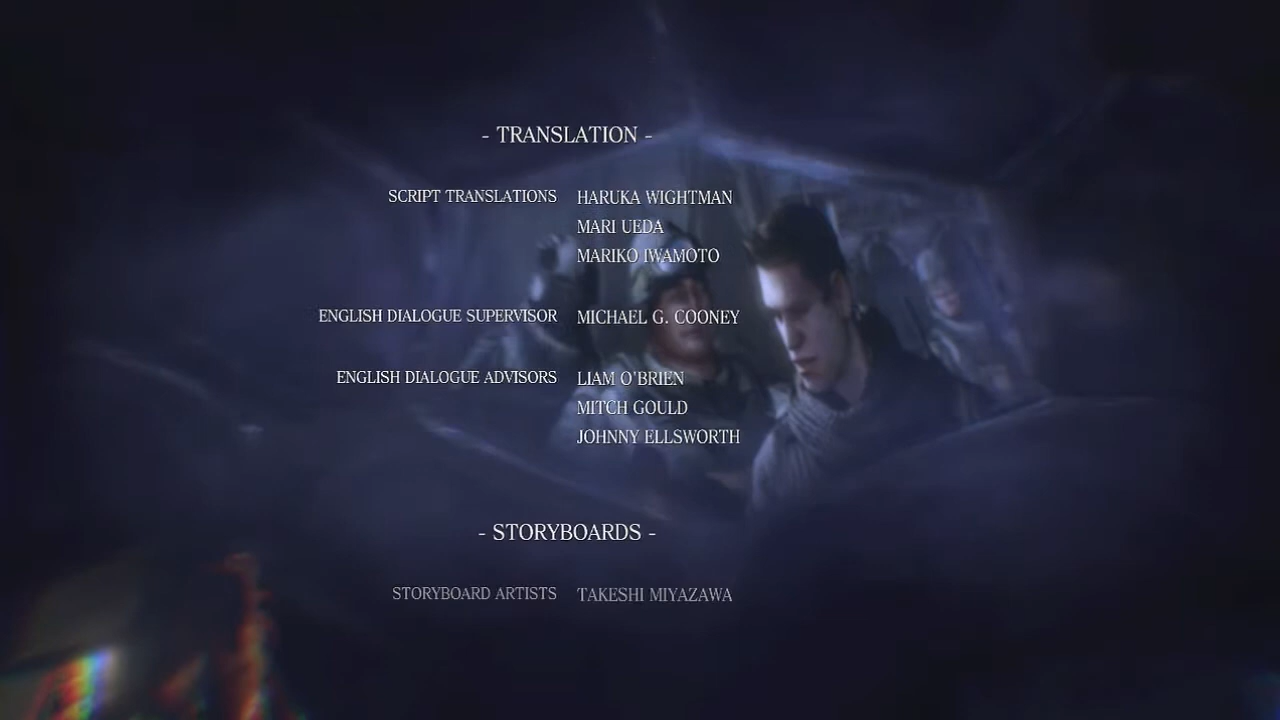 - TRANSLATION -
SCRIPT TRANSLATIONS HARUKA WIGHTMAN
MARI UEDA
MARIKO IWAMOTO
ENGLISH DIALOGUE SUPERVISOR MICHAEL G. COONEY
ENGLISH DIALOGUE ADVISORS LIAM O'BRIEN
MITCH GOULD
JOHNNY ELLSWORTH
- STORYBOARDS -
STORYBOARD ARTISTS TAKESHI MIYAZAWA